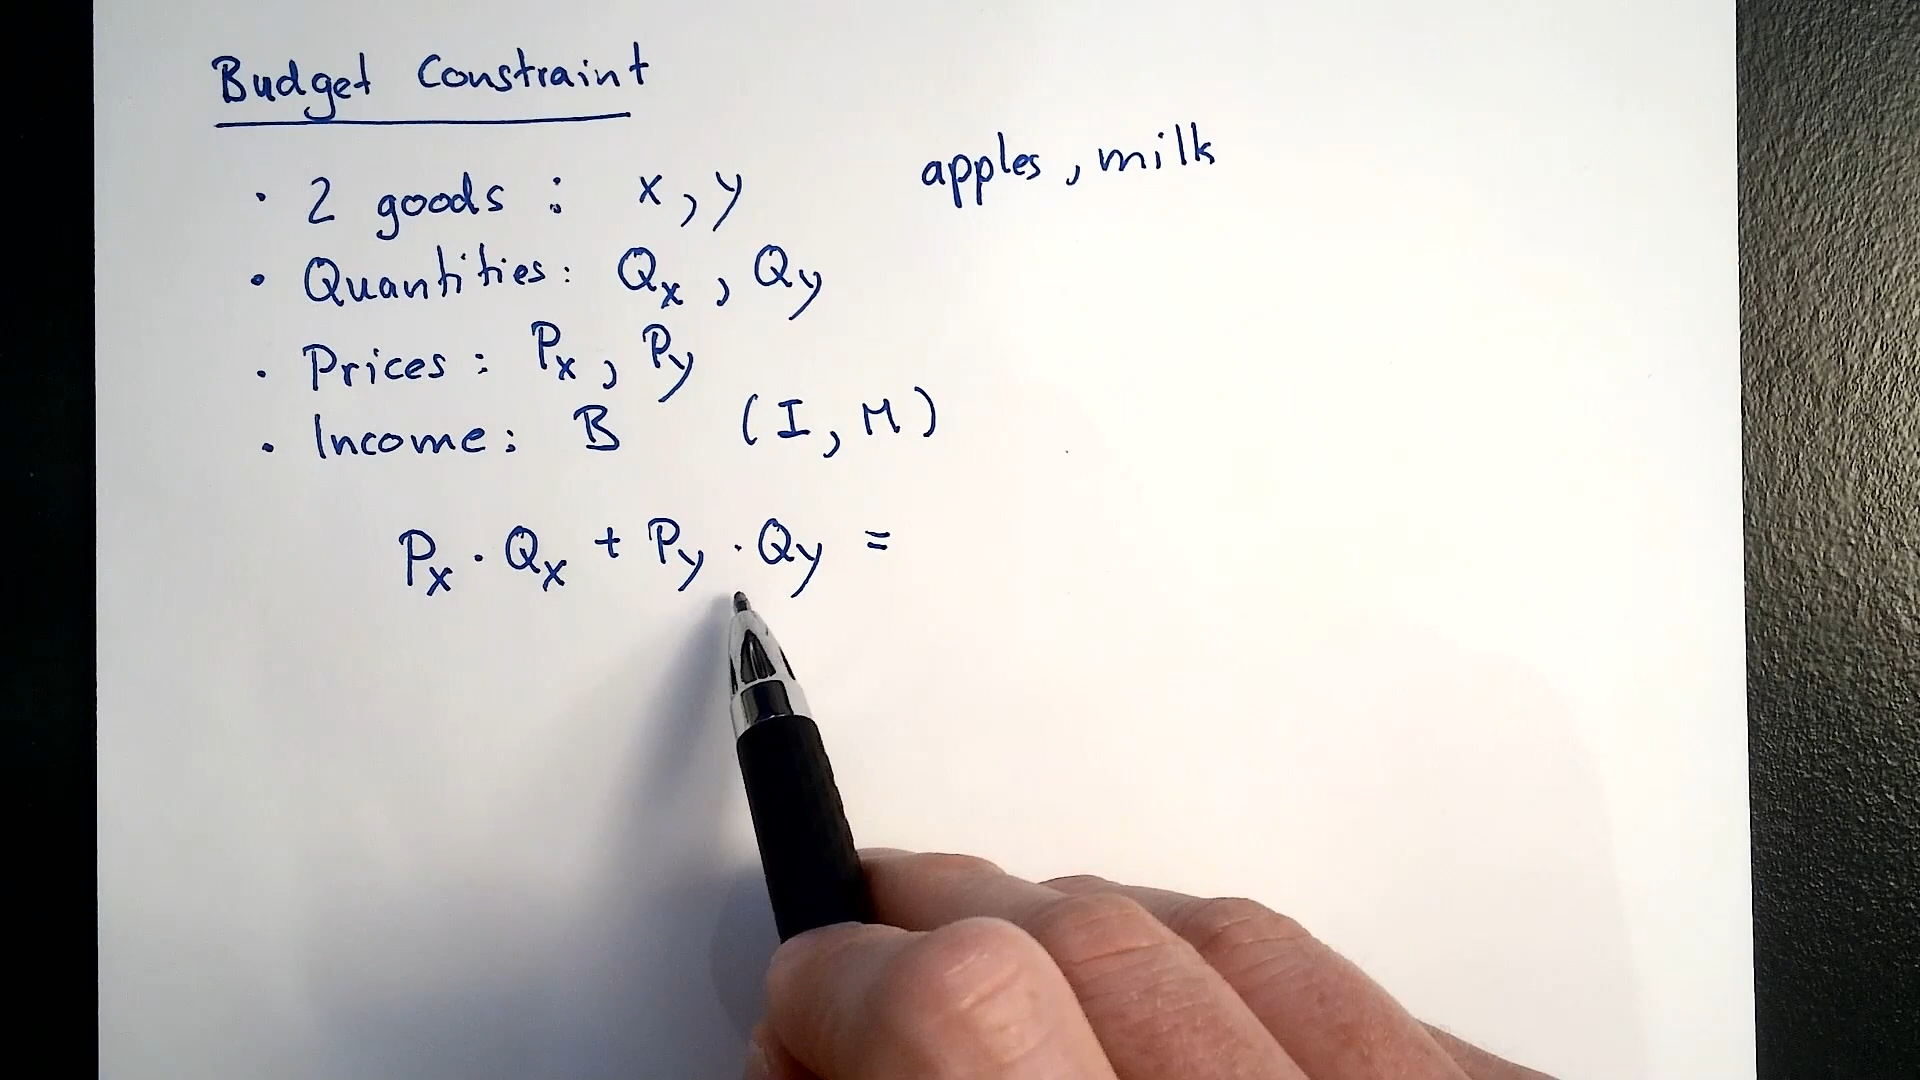 Budget Constraint
apples, milk
· 2 goods : x, y
· Quantities: Qx, Qy
· Prices: Px, Py
· Income: B (I, M)
Px · Qx + Py · Qy =